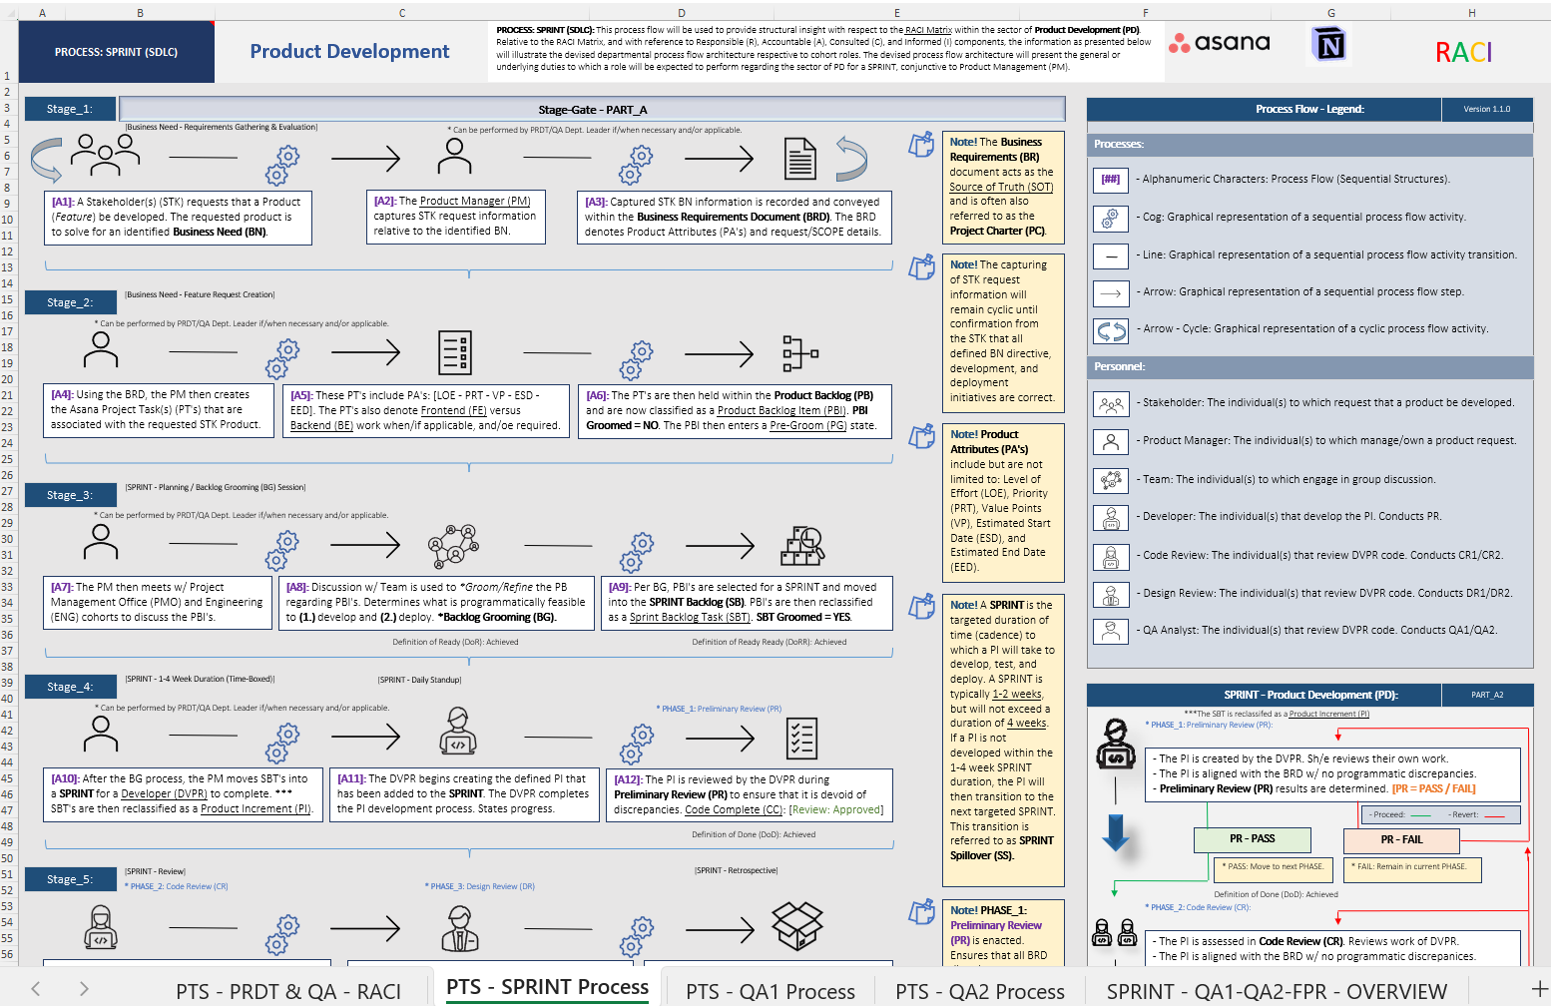 A B C D E F G H
PROCESS: SPRINT (SDLC)
Product Development
PROCESS: SPRINT (SDLC): This process flow will be used to provide structural insight with respect to the RACI Matrix within the sector of Product Development (PD).
Relative to the RACI Matrix, and with reference to Responsible (R), Accountable (A), Consulted (C), and Informed (I) components, the information as presented below
will illustrate the devised departmental process flow architecture respective to cohort roles. The devised process flow architecture will present the general or
underlying duties to which a role will be expected to perform regarding the sector of PD for a SPRINT, conjunctive to Product Management (PM).
asana
N
RACI
Stage_1:
Stage-Gate - PART_A
|Business Need - Requirements Gathering & Evaluation|
* Can be performed by PRDT/QA Dept. Leader if/when necessary and/or applicable.
[A1]: A Stakeholder(s) (STK) requests that a Product
(Feature) be developed. The requested product is
to solve for an identified Business Need (BN).
[A2]: The Product Manager (PM)
captures STK request information
relative to the identified BN.
[A3]: Captured STK BN information is recorded and conveyed
within the Business Requirements Document (BRD). The BRD
denotes Product Attributes (PA's) and request/SCOPE details.
Stage_2:
|Business Need - Feature Request Creation|
* Can be performed by PRDT/QA Dept. Leader if/when necessary and/or applicable.
[A4]: Using the BRD, the PM then creates
the Asana Project Task(s) (PT's) that are
associated with the requested STK Product.
[A5]: These PT's include PA's: [LOE - PRT - VP - ESD -
EED]. The PT's also denote Frontend (FE) versus
Backend (BE) work when/if applicable, and/oe required.
[A6]: The PT's are then held within the Product Backlog (PB)
and are now classified as a Product Backlog Item (PBI). PBI
Groomed = NO. The PBI then enters a Pre-Groom (PG) state.
Stage_3:
|SPRINT - Planning / Backlog Grooming (BG) Session|
* Can be performed by PRDT/QA Dept. Leader if/when necessary and/or applicable.
[A7]: The PM then meets w/ Project
Management Office (PMO) and Engineering
(ENG) cohorts to discuss the PBI's.
[A8]: Discussion w/ Team is used to *Groom/Refine the PB
regarding PBI's. Determines what is programmatically feasible
to (1.) develop and (2.) deploy. *Backlog Grooming (BG).
[A9]: Per BG, PBI's are selected for a SPRINT and moved
into the SPRINT Backlog (SB). PBI's are then reclassified
as a Sprint Backlog Task (SBT). SBT Groomed = YES.
Definition of Ready (DoR): Achieved
Definition of Ready Ready (DoRR): Achieved
Stage_4:
|SPRINT - 1-4 Week Duration (Time-Boxed)|
|SPRINT - Daily Standup|
* Can be performed by PRDT/QA Dept. Leader if/when necessary and/or applicable.
* PHASE_1: Preliminary Review (PR)
[A10]: After the BG process, the PM moves SBT's into
a SPRINT for a Developer (DVPR) to complete. ***
SBT's are then reclassified as a Product Increment (PI).
[A11]: The DVPR begins creating the defined PI that
has been added to the SPRINT. The DVPR completes
the PI development process. States progress.
[A12]: The PI is reviewed by the DVPR during
Preliminary Review (PR) to ensure that it is devoid of
discrepancies. Code Complete (CC): [Review: Approved]
Definition of Done (DoD): Achieved
Stage_5:
|SPRINT - Review|
|SPRINT - Retrospective|
* PHASE_2: Code Review (CR)
* PHASE_3: Design Review (DR)
Note! The Business
Requirements (BR)
document acts as the
Source of Truth (SOT)
and is often also
referred to as the
Project Charter (PC).
Note! The capturing
of STK request
information will
remain cyclic until
confirmation from
the STK that all
defined BN directive,
development, and
deployment
initiatives are correct.
Note! Product
Attributes (PA's)
include but are not
limited to: Level of
Effort (LOE), Priority
(PRT), Value Points
(VP), Estimated Start
Date (ESD), and
Estimated End Date
(EED).
Note! A SPRINT is the
targeted duration of
time (cadence) to
which a PI will take to
develop, test, and
deploy. A SPRINT is
typically 1-2 weeks,
but will not exceed a
duration of 4 weeks.
If a PI is not
developed within the
1-4 week SPRINT
duration, the PI will
then transition to the
next targeted SPRINT.
This transition is
referred to as SPRINT
Spillover (SS).
Note! PHASE_1:
Preliminary Review
(PR) is enacted.
Ensures that all BRD
Process Flow - Legend:
Version 1.1.0
Processes:
[##] - Alphanumeric Characters: Process Flow (Sequential Structures).
- Cog: Graphical representation of a sequential process flow activity.
- Line: Graphical representation of a sequential process flow activity transition.
- Arrow: Graphical representation of a sequential process flow step.
- Arrow - Cycle: Graphical representation of a cyclic process flow activity.
Personnel:
- Stakeholder: The individual(s) to which request that a product be developed.
- Product Manager: The individual(s) to which manage/own a product request.
- Team: The individual(s) to which engage in group discussion.
- Developer: The individual(s) that develop the PI. Conducts PR.
- Code Review: The individual(s) that review DVPR code. Conducts CR1/CR2.
- Design Review: The individual(s) that review DVPR code. Conducts DR1/DR2.
- QA Analyst: The individual(s) that review DVPR code. Conducts QA1/QA2.
SPRINT - Product Development (PD):
PART_A2
***The SBT is reclassifed as a Product Increment (PI)
* PHASE_1: Preliminary Review (PR):
- The PI is created by the DVPR. Sh/e reviews their own work.
- The PI is aligned with the BRD w/ no programmatic discrepancies.
- Preliminary Review (PR) results are determined. [PR = PASS / FAIL]
- Proceed:
- Revert:
PR - PASS
PR - FAIL
* PASS: Move to next PHASE.
* FAIL: Remain in current PHASE.
Definition of Done (DoD): Achieved
* PHASE_2: Code Review (CR):
- The PI is assessed in Code Review (CR). Reviews work of DVPR.
- The PI is aligned with the BRD w/ no programmatic discrepanices.
PTS - PRDT & QA - RACI
PTS - SPRINT Process
PTS - QA1 Process
PTS - QA2 Process
SPRINT - QA1-QA2-FPR - OVERVIEW